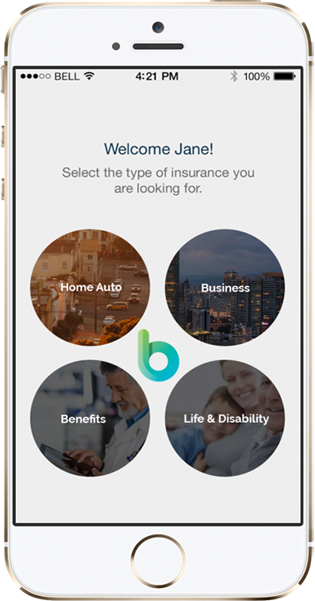 BELL 4:21 PM 100%
Welcome Jane!
Select the type of insurance you
are looking for.
Home Auto Business
b
Benefits Life & Disability